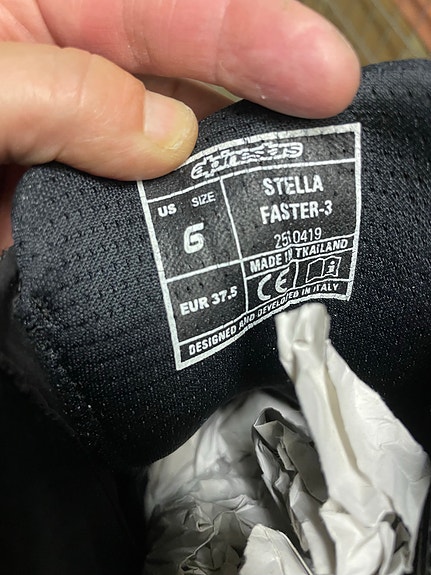 alpinestars
US SIZE
6
EUR 37.5
STELLA
FASTER-3
2510419
MADE IN THAILAND
CE
DESIGNED AND DEVELOPED IN ITALY